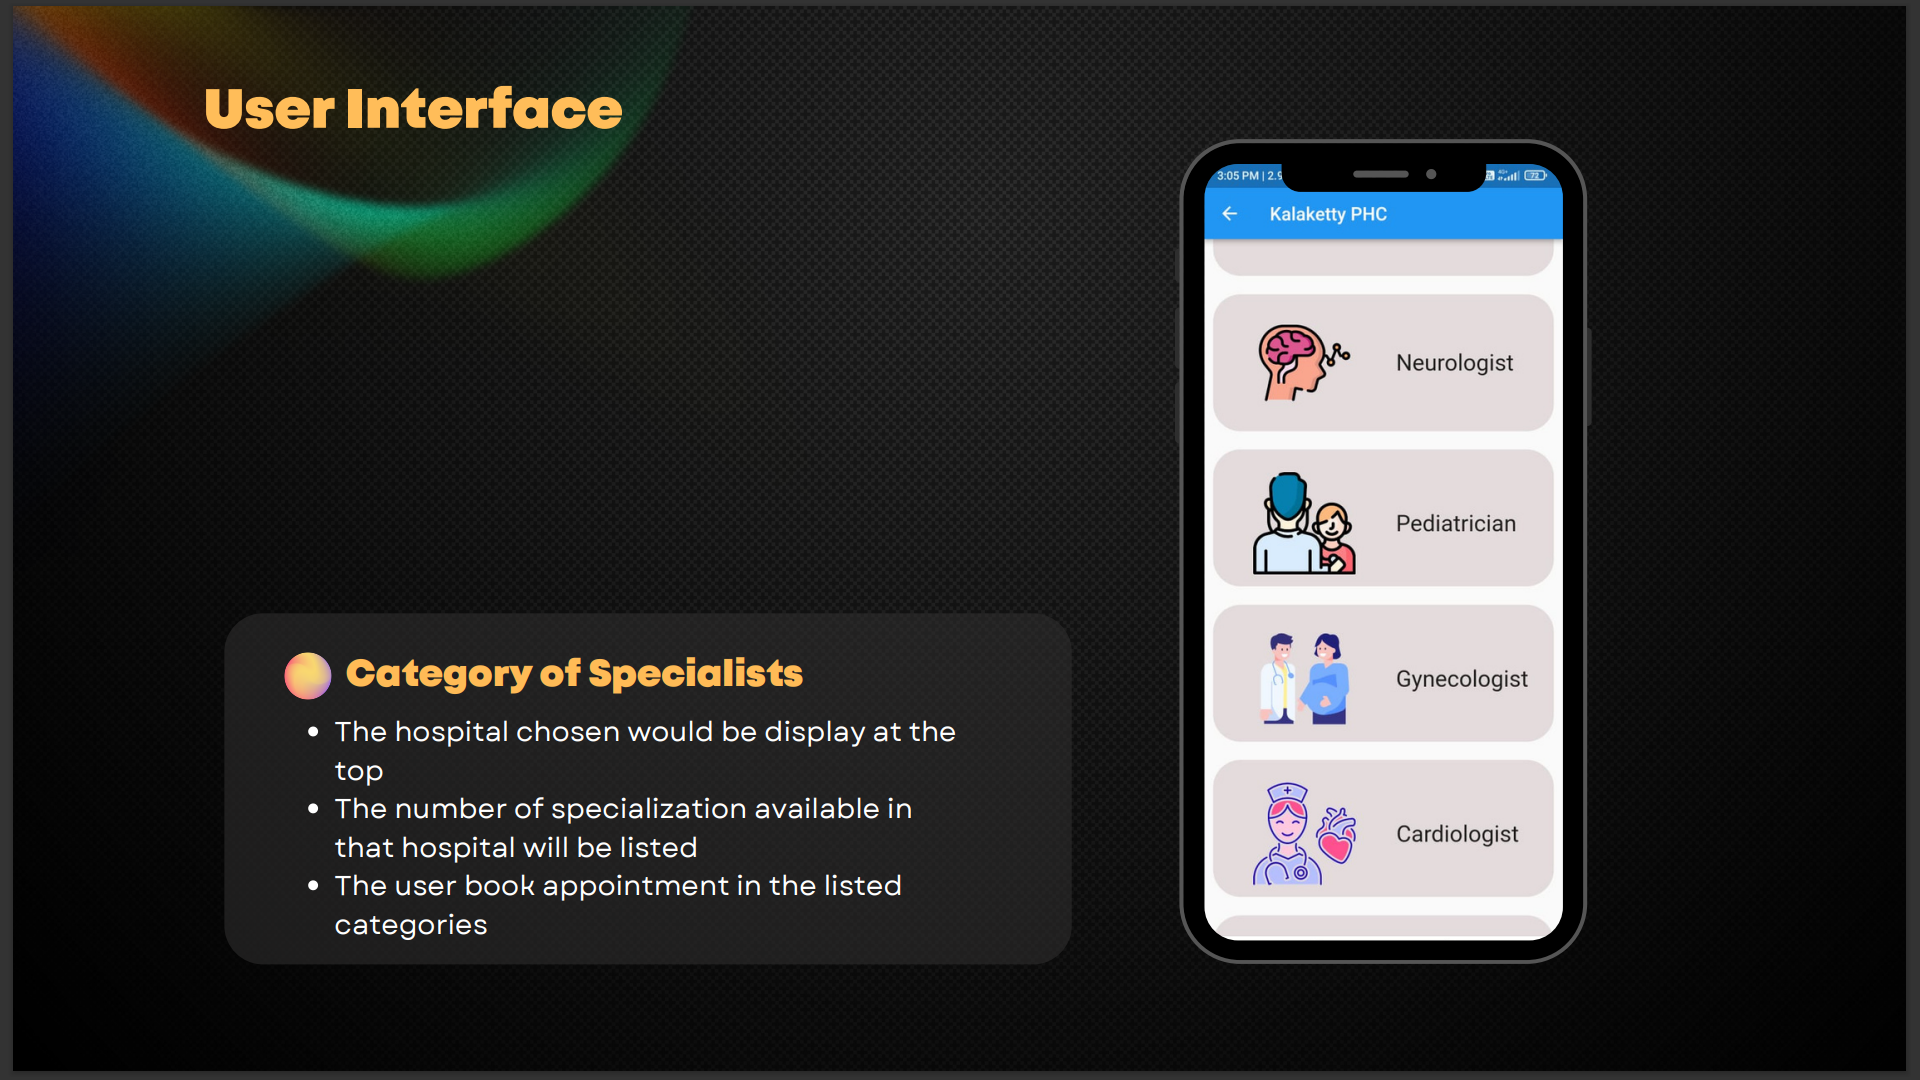 User Interface
3:05 PM | 2.9
72
Kalaketty PHC
Neurologist
Pediatrician
Gynecologist
Cardiologist
Category of Specialists
• The hospital chosen would be display at the
top
• The number of specialization available in
that hospital will be listed
• The user book appointment in the listed
categories